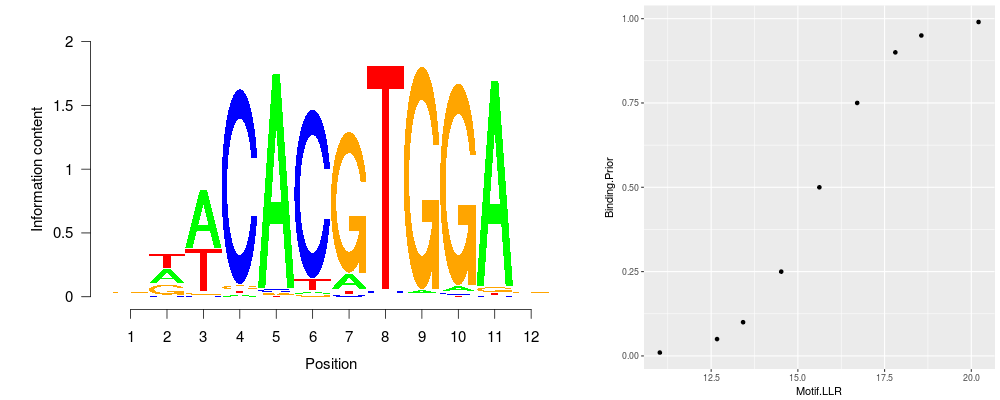 2
1.5
1
0.5
0
Information content
A
T
T
A
G
C
A
C
T
G
A
T
G
G
A
1 2 3 4 5 6 7 8 9 10 11 12
Position
1.00
0.75
0.50
0.25
0.00
Binding.Prior
12.5 15.0 17.5 20.0
Motif.LLR